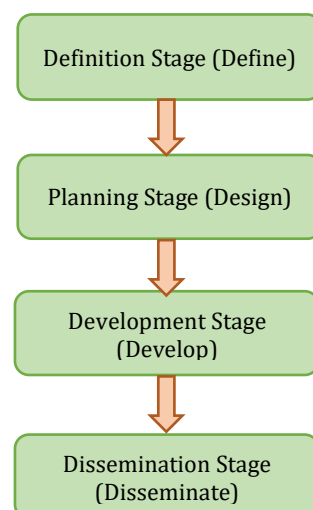 Definition Stage (Define)
Planning Stage (Design)
Development Stage
(Develop)
Dissemination Stage
(Disseminate)